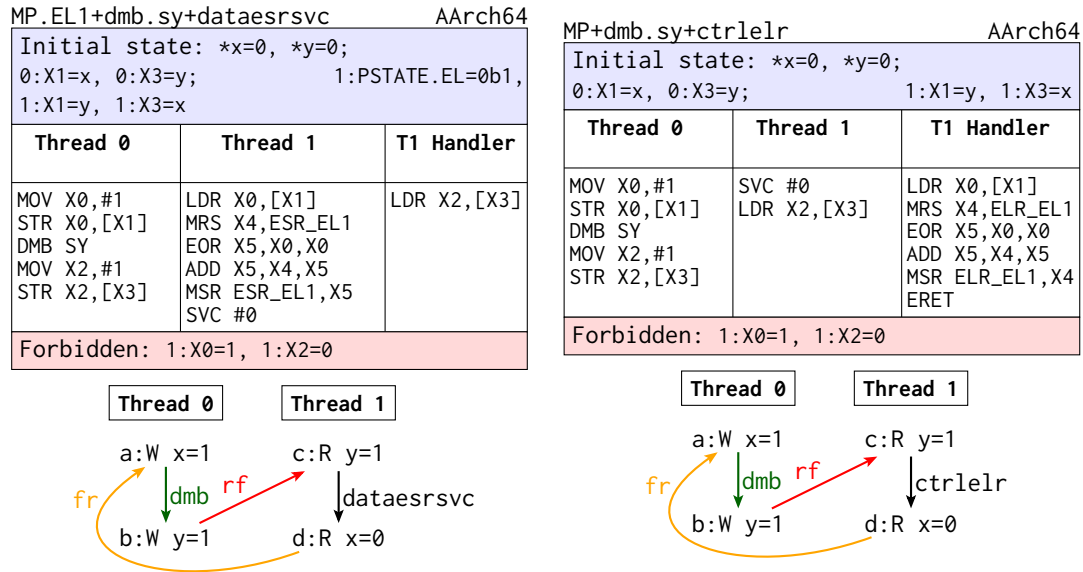 MP.EL1+dmb.sy+dataesrsvc AArch64
Initial state: *x=0, *y=0;
0:X1=x, 0:X3=y; 1:PSTATE.EL=0b1,
1:X1=y, 1:X3=x
Thread 0 Thread 1 T1 Handler
MOV X0,#1 LDR X0,[X1] LDR X2,[X3]
STR X0,[X1] MRS X4,ESR_EL1
DMB SY EOR X5,X0,X0
MOV X2,#1 ADD X5,X4,X5
STR X2,[X3] MSR ESR_EL1,X5
SVC #0
Forbidden: 1:X0=1, 1:X2=0
Thread 0 Thread 1
a:W x=1 c:R y=1
fr dmb rf dataesrsvc
b:W y=1 d:R x=0
MP+dmb.sy+ctrlelr AArch64
Initial state: *x=0, *y=0;
0:X1=x, 0:X3=y; 1:X1=y, 1:X3=x
Thread 0 Thread 1 T1 Handler
MOV X0,#1 SVC #0 LDR X0,[X1]
STR X0,[X1] LDR X2,[X3] MRS X4,ELR_EL1
DMB SY EOR X5,X0,X0
MOV X2,#1 ADD X5,X4,X5
STR X2,[X3] MSR ELR_EL1,X4
ERET
Forbidden: 1:X0=1, 1:X2=0
Thread 0 Thread 1
a:W x=1 c:R y=1
fr dmb rf ctrlelr
b:W y=1 d:R x=0